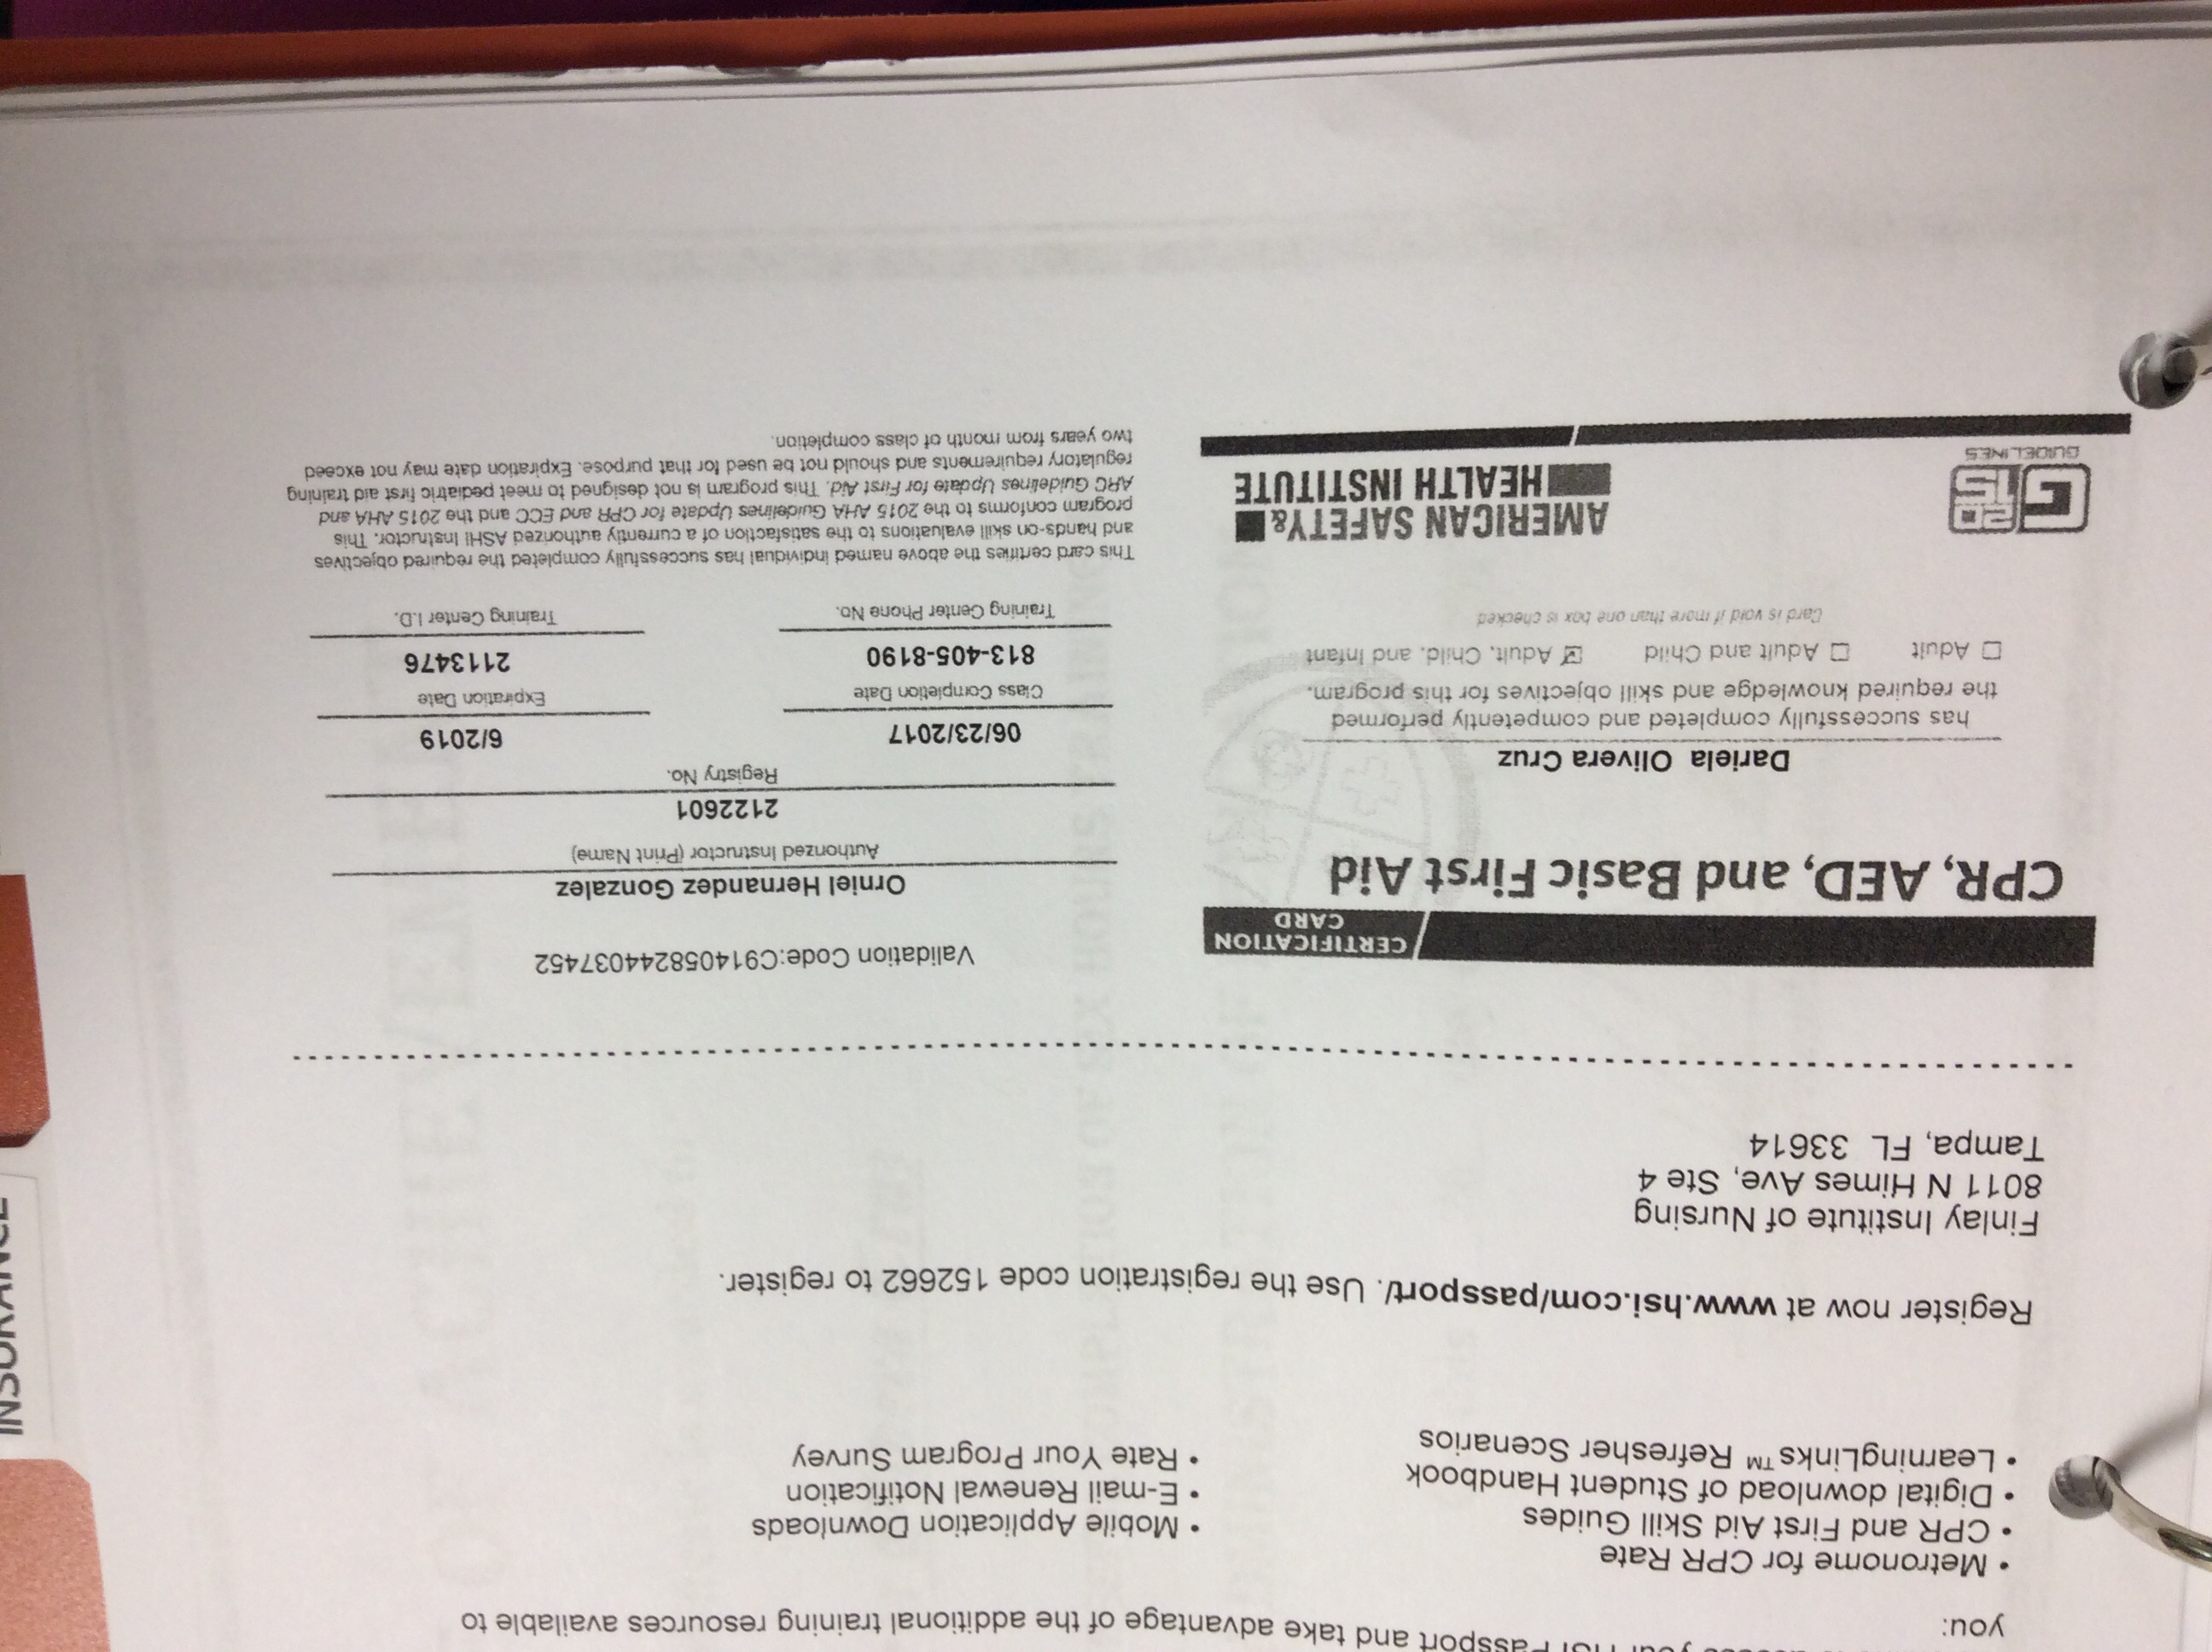 your HSI Passport and take advantage of the additional training resources available to
you:
• Metronome for CPR Rate
• CPR and First Aid Skill Guides
• Digital download of Student Handbook
• LearningLinks™ Refresher Scenarios
• Mobile Application Downloads
• E-mail Renewal Notification
• Rate Your Program Survey
Register now at www.hsi.com/passport/. Use the registration code 152662 to register.
Finlay Institute of Nursing
8011 N Himes Ave, Ste 4
Tampa, FL 33614
CERTIFICATION
CARD
CPR, AED, and Basic First Aid
Dariela Olivera Cruz
has successfully completed and competently performed
the required knowledge and skill objectives for this program.
☐ Adult ☐ Adult and Child ☑ Adult, Child, and Infant
Card is void if more than one box is checked
G 2015
GUIDELINES
AMERICAN SAFETY &
HEALTH INSTITUTE
Validation Code:C914058244037452
Orniel Hernandez Gonzalez
Authorized Instructor (Print Name)
2122601
Registry No.
06/23/2017 6/2019
Class Completion Date Expiration Date
813-405-8190 2113476
Training Center Phone No. Training Center I.D.
This card certifies the above named individual has successfully completed the required objectives
and hands-on skill evaluations to the satisfaction of a currently authorized ASHI Instructor. This
program conforms to the 2015 AHA Guidelines Update for CPR and ECC and the 2015 AHA and
ARC Guidelines Update for First Aid. This program is not designed to meet pediatric first aid training
regulatory requirements and should not be used for that purpose. Expiration date may not exceed
two years from month of class completion.
INSURANCE